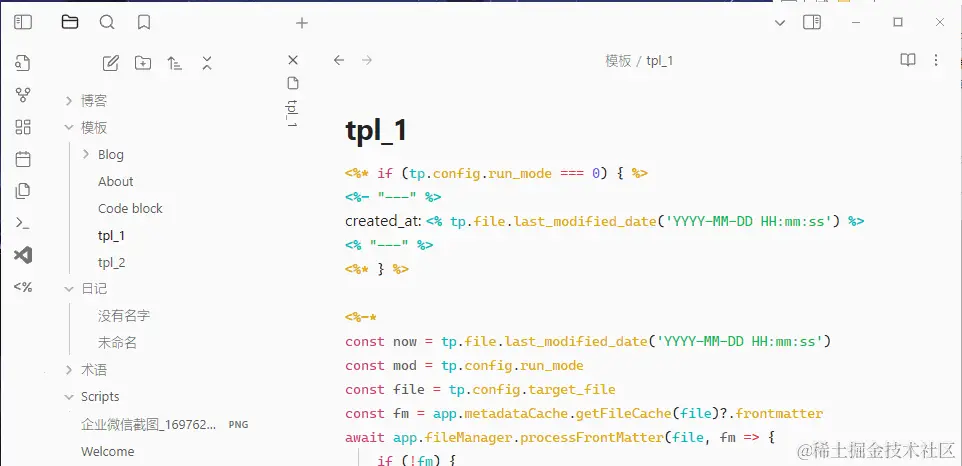 模板 / tpl_1
博客
模板
Blog
About
Code block
tpl_1
tpl_2
日记
没有名字
未命名
术语
Scripts
企业微信截图_169762... PNG
Welcome
<%
tpl_1
tpl_1
<%* if (tp.config.run_mode === 0) { %>
<%- "---" %>
created_at: <% tp.file.last_modified_date('YYYY-MM-DD HH:mm:ss') %>
<% "---" %>
<%* } %>
<%-*
const now = tp.file.last_modified_date('YYYY-MM-DD HH:mm:ss')
const mod = tp.config.run_mode
const file = tp.config.target_file
const fm = app.metadataCache.getFileCache(file)?.frontmatter
await app.fileManager.processFrontMatter(file, fm => {
if (!fm) {
@稀土掘金技术社区